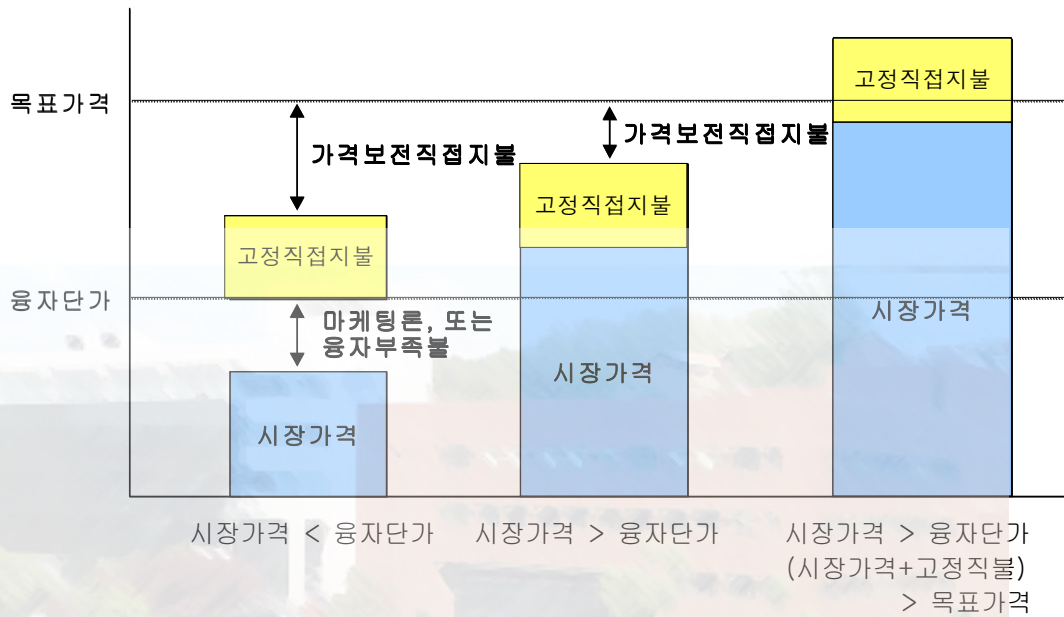 고정직접지불
목표가격
가격보전직접지불
가격보전직접지불
고정직접지불
고정직접지불
융자단가
시장가격
마케팅론, 또는
융자부족불
시장가격
시장가격
시장가격 < 융자단가
시장가격 > 융자단가
시장가격 > 융자단가
(시장가격+고정직불)
> 목표가격